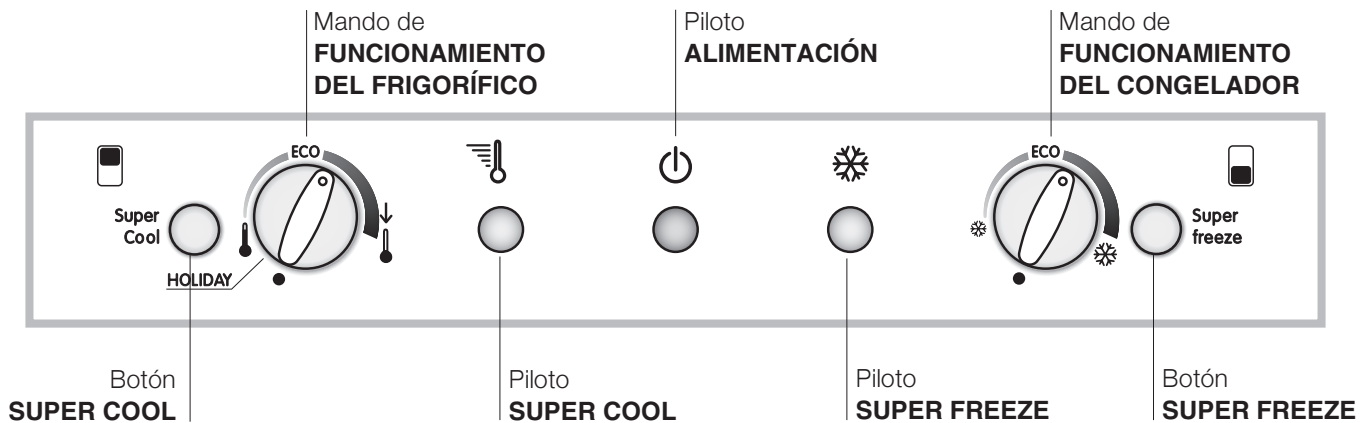 Mando de
FUNCIONAMIENTO
DEL FRIGORÍFICO
Piloto
ALIMENTACIÓN
Mando de
FUNCIONAMIENTO
DEL CONGELADOR
ECO
Super
Cool
HOLIDAY
ECO
Super
freeze
Botón
SUPER COOL
Piloto
SUPER COOL
Piloto
SUPER FREEZE
Botón
SUPER FREEZE